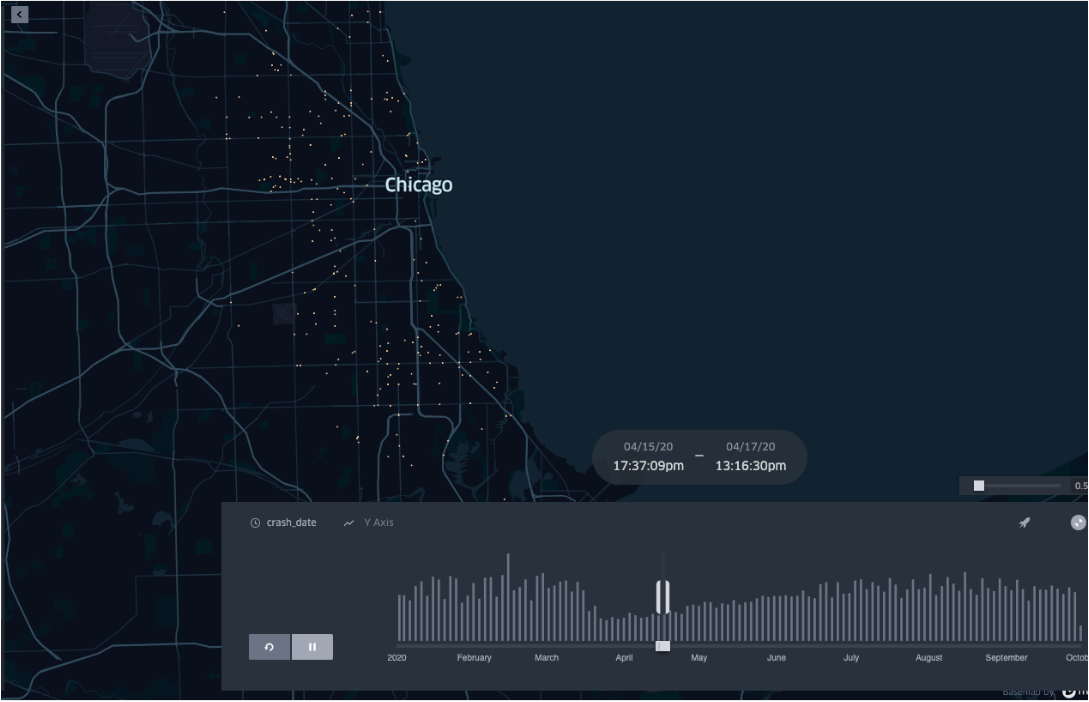 Chicago
04/15/20 – 04/17/20
17:37:09pm 13:16:30pm
0.5
crash_date Y Axis
2020 February March April May June July August September Octob
Basemap by: